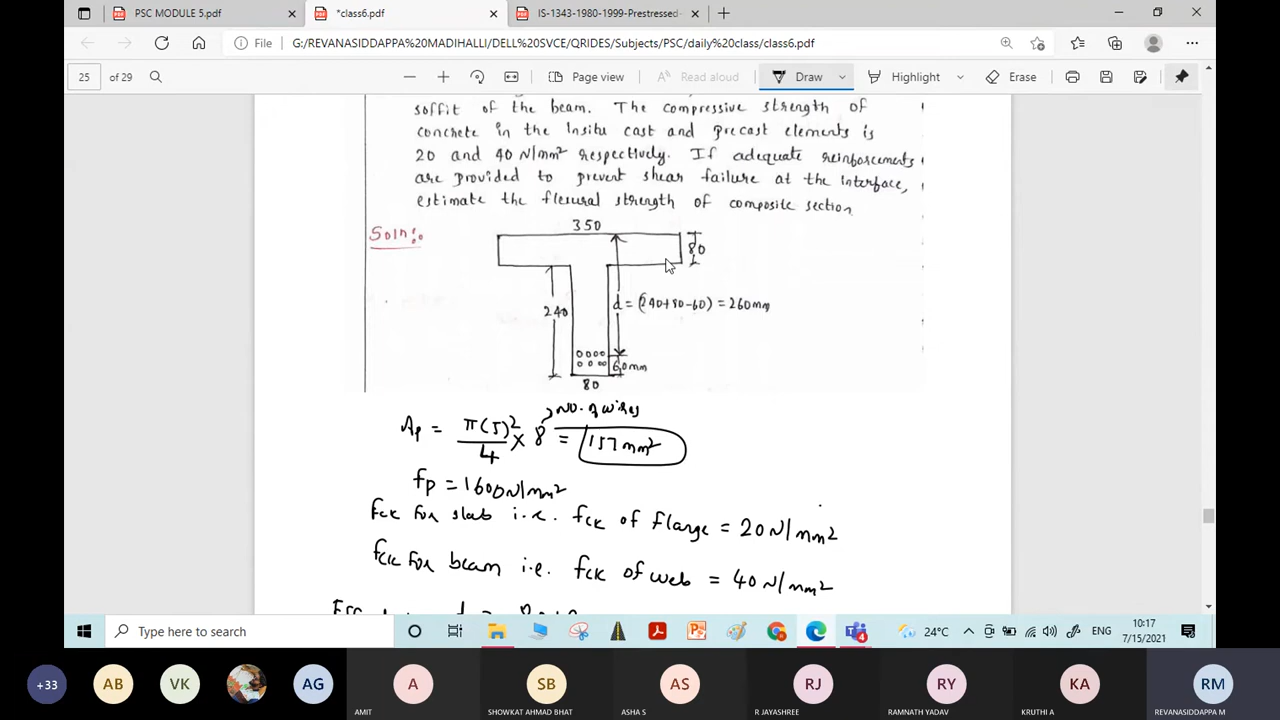 PSC MODULE 5.pdf
*class6.pdf
IS-1343-1980-1999-Prestressed-
File
G:/REVANASIDDAPPA%20MADIHALLI/DELL%20SVCE/QRIDES/Subjects/PSC/daily%20class/class6.pdf
25 of 29
Page view
Read aloud
Draw
Highlight
Erase
soffit of the beam. The compressive strength of
concrete in the Insitu cast and precast elements is
20 and 40 N/mm² respectively. If adequate reinborcements
are provided to prevent shear failure at the interface,
estimate the flexural strength of composite section
Soln:
350
80
240
d = (240+80-60) = 260mm
60mm
80
Ap = π(5)²/4 × 8 = 157mm²
No. of wires
fp = 1600N/mm²
fck for slab i.e. fck of flange = 20N/mm²
fck for beam i.e. fck of web = 40N/mm²
Type here to search
4
24°C
ENG
10:17
7/15/2021
+33
AB
VK
AG
A
AMIT
SB
SHOWKAT AHMAD BHAT
AS
ASHA S
RJ
R JAYASHREE
RY
RAMNATH YADAV
KA
KRUTHI A
RM
REVANASIDDAPPA M